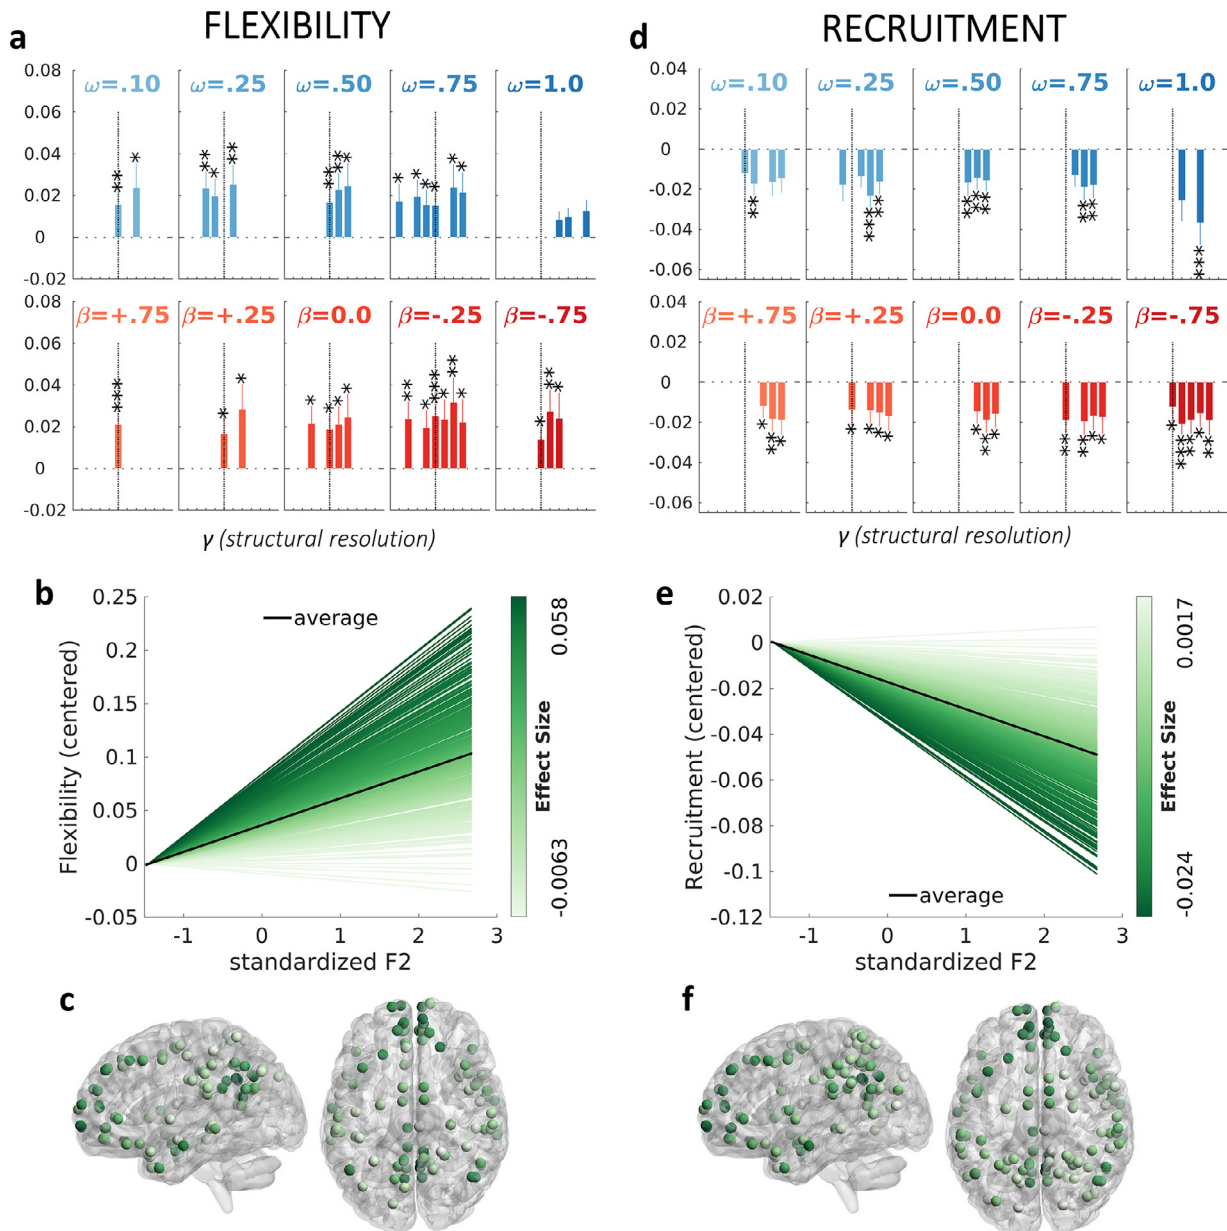 a
FLEXIBILITY
0.08
0.06
0.04
0.02
0
-0.02
ω=.10
ω=.25
ω=.50
ω=.75
ω=1.0
** * ** * ** ** ** * * * * * * *
0.08
0.06
0.04
0.02
0
-0.02
β=+.75
β=+.25
β=0.0
β=-.25
β=-.75
*** * * * * * * ** * *** * ** * * ** *
γ (structural resolution)
b
0.25
0.2
0.15
0.1
0.05
0
-0.05
Flexibility (centered)
average
-1 0 1 2 3
standardized F2
0.058
Effect Size
-0.0063
c
d
RECRUITMENT
0.04
0.02
0
-0.02
-0.04
-0.06
ω=.10
ω=.25
ω=.50
ω=.75
ω=1.0
** *** ** ** ** ** ** ** ***
0.04
0.02
0
-0.02
-0.04
-0.06
β=+.75
β=+.25
β=0.0
β=-.25
β=-.75
* ** * * * * * * ** * ** ** * * * *** ** * **
γ (structural resolution)
e
0.02
0
-0.02
-0.04
-0.06
-0.08
-0.1
-0.12
Recruitment (centered)
average
-1 0 1 2 3
standardized F2
0.0017
Effect Size
-0.024
f